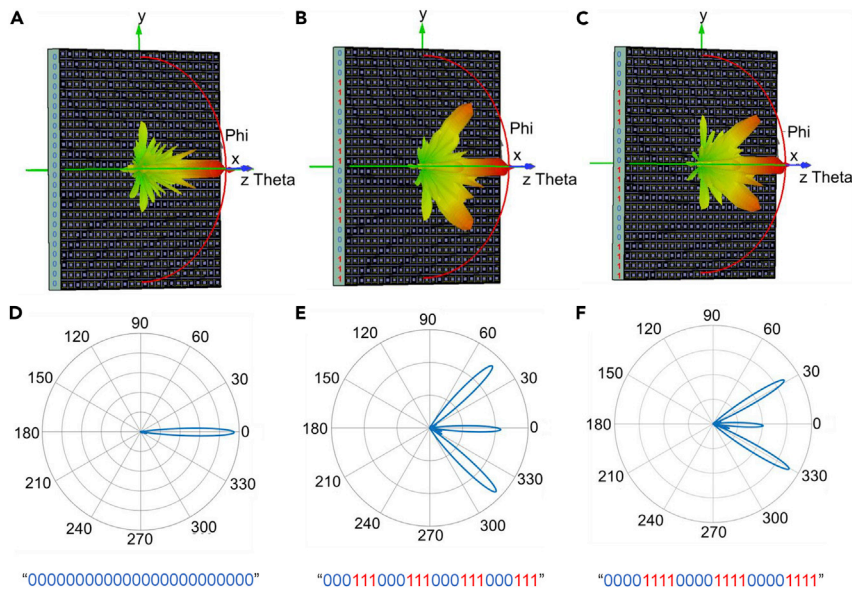 A
y
Phi
x
z Theta
B
y
Phi
x
z Theta
C
y
Phi
x
z Theta
D
90
120 60
150 30
180 0
210 330
240 300
270
E
90
120 60
150 30
180 0
210 330
240 300
270
F
90
120 60
150 30
180 0
210 330
240 300
270
“000000000000000000000000”
“000111000111000111000111”
“000011110000111100001111”